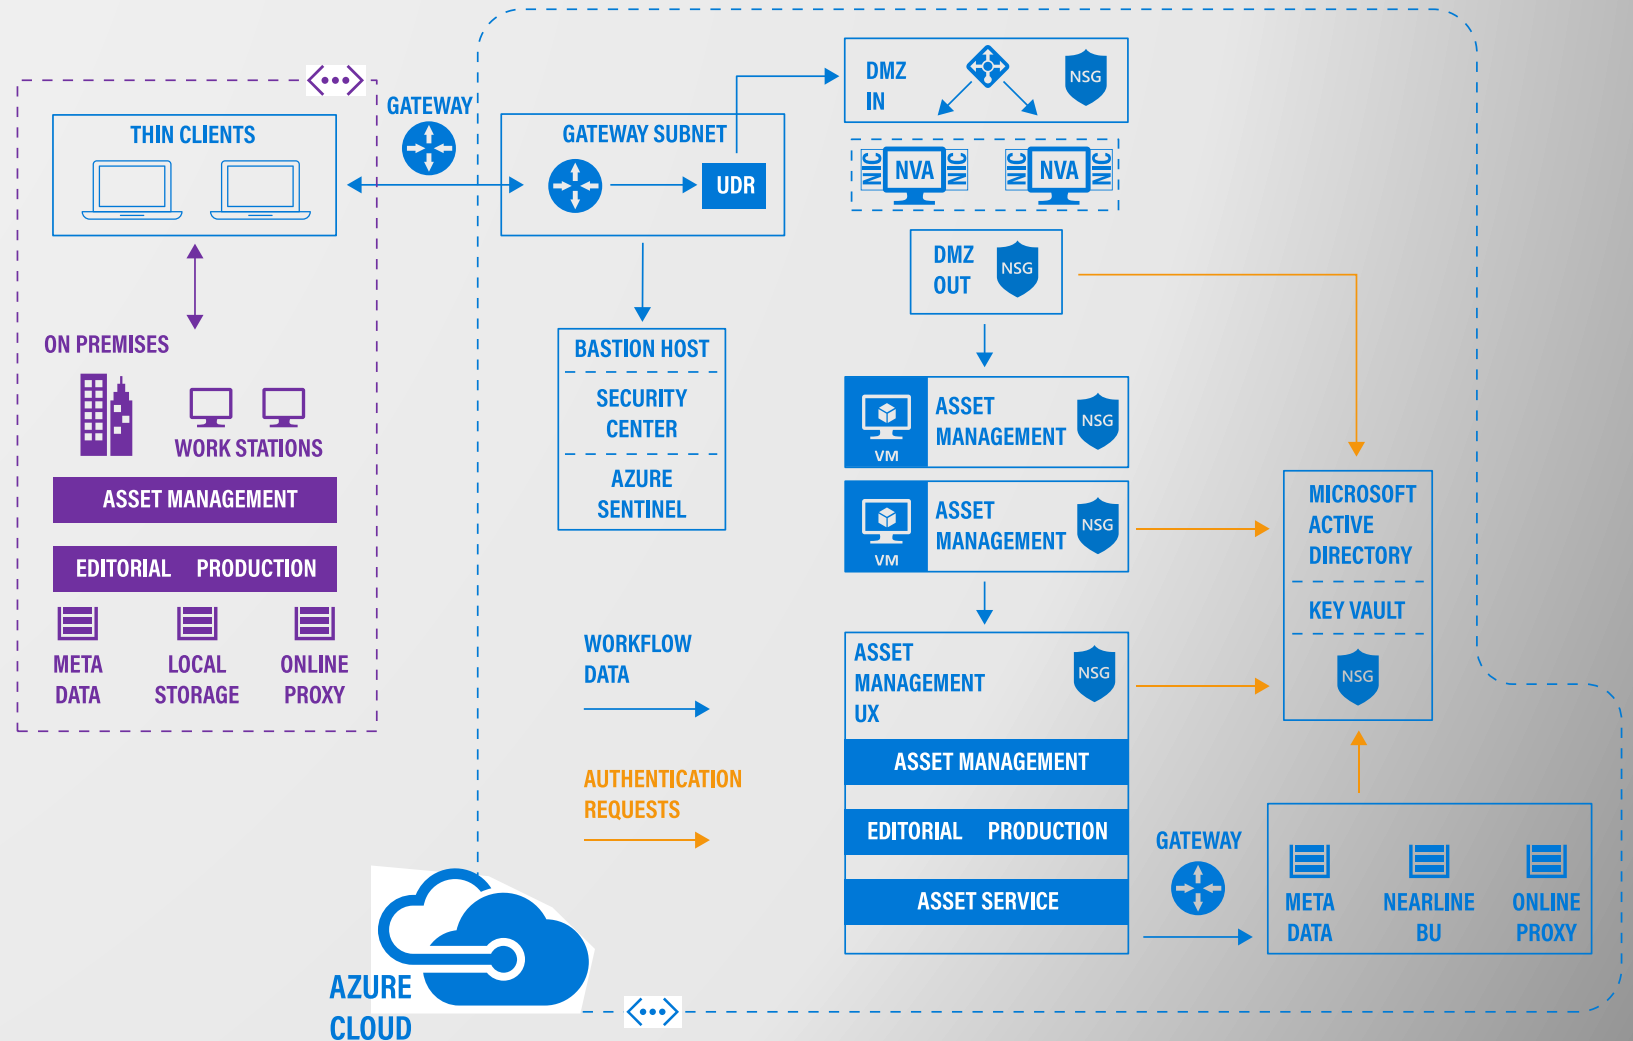 GATEWAY
THIN CLIENTS
ON PREMISES
WORK STATIONS
ASSET MANAGEMENT
EDITORIAL PRODUCTION
META
DATA
LOCAL
STORAGE
ONLINE
PROXY
GATEWAY SUBNET
UDR
BASTION HOST
SECURITY
CENTER
AZURE
SENTINEL
WORKFLOW
DATA
AUTHENTICATION
REQUESTS
AZURE
CLOUD
DMZ
IN
NSG
NIC
NVA
NIC
NIC
NVA
NIC
DMZ
OUT
NSG
VM
ASSET
MANAGEMENT
NSG
VM
ASSET
MANAGEMENT
NSG
ASSET
MANAGEMENT
UX
NSG
ASSET MANAGEMENT
EDITORIAL PRODUCTION
ASSET SERVICE
MICROSOFT
ACTIVE
DIRECTORY
KEY VAULT
NSG
GATEWAY
META
DATA
NEARLINE
BU
ONLINE
PROXY